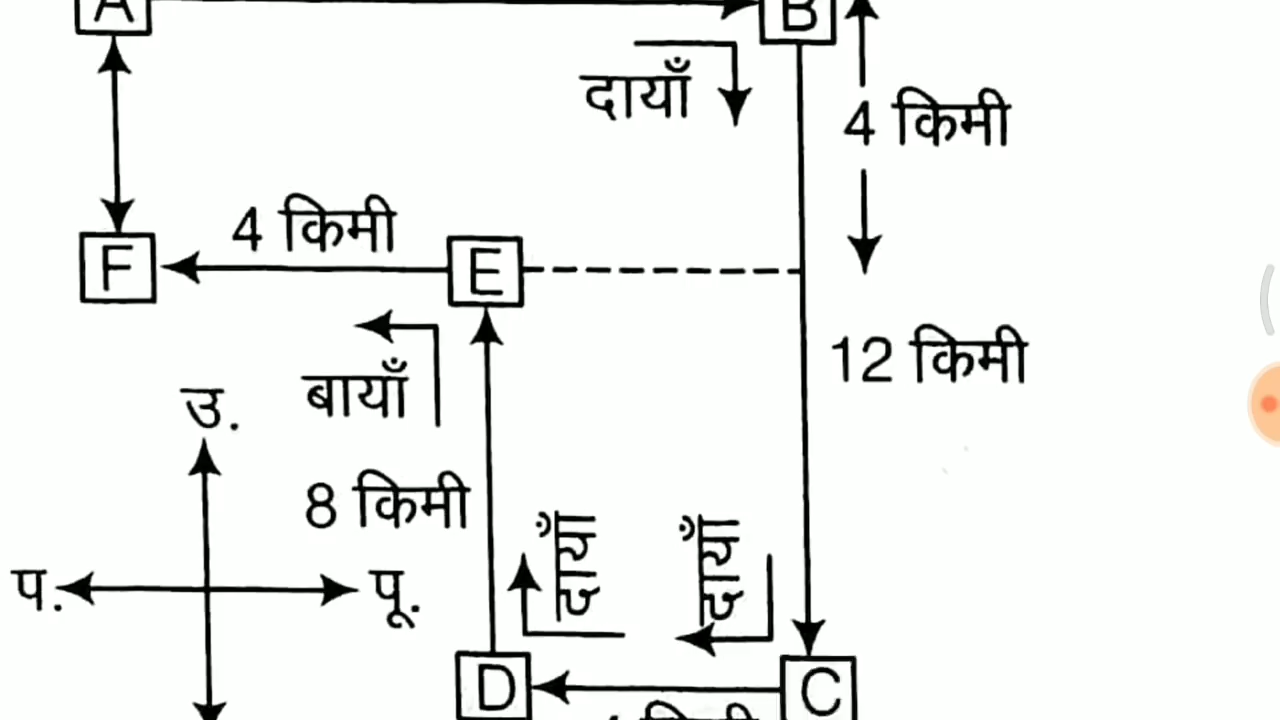 A B
दायाँ
4 किमी
4 किमी
F E
12 किमी
बायाँ
उ.
8 किमी
दायाँ दायाँ
प. पू.
D C
किमी